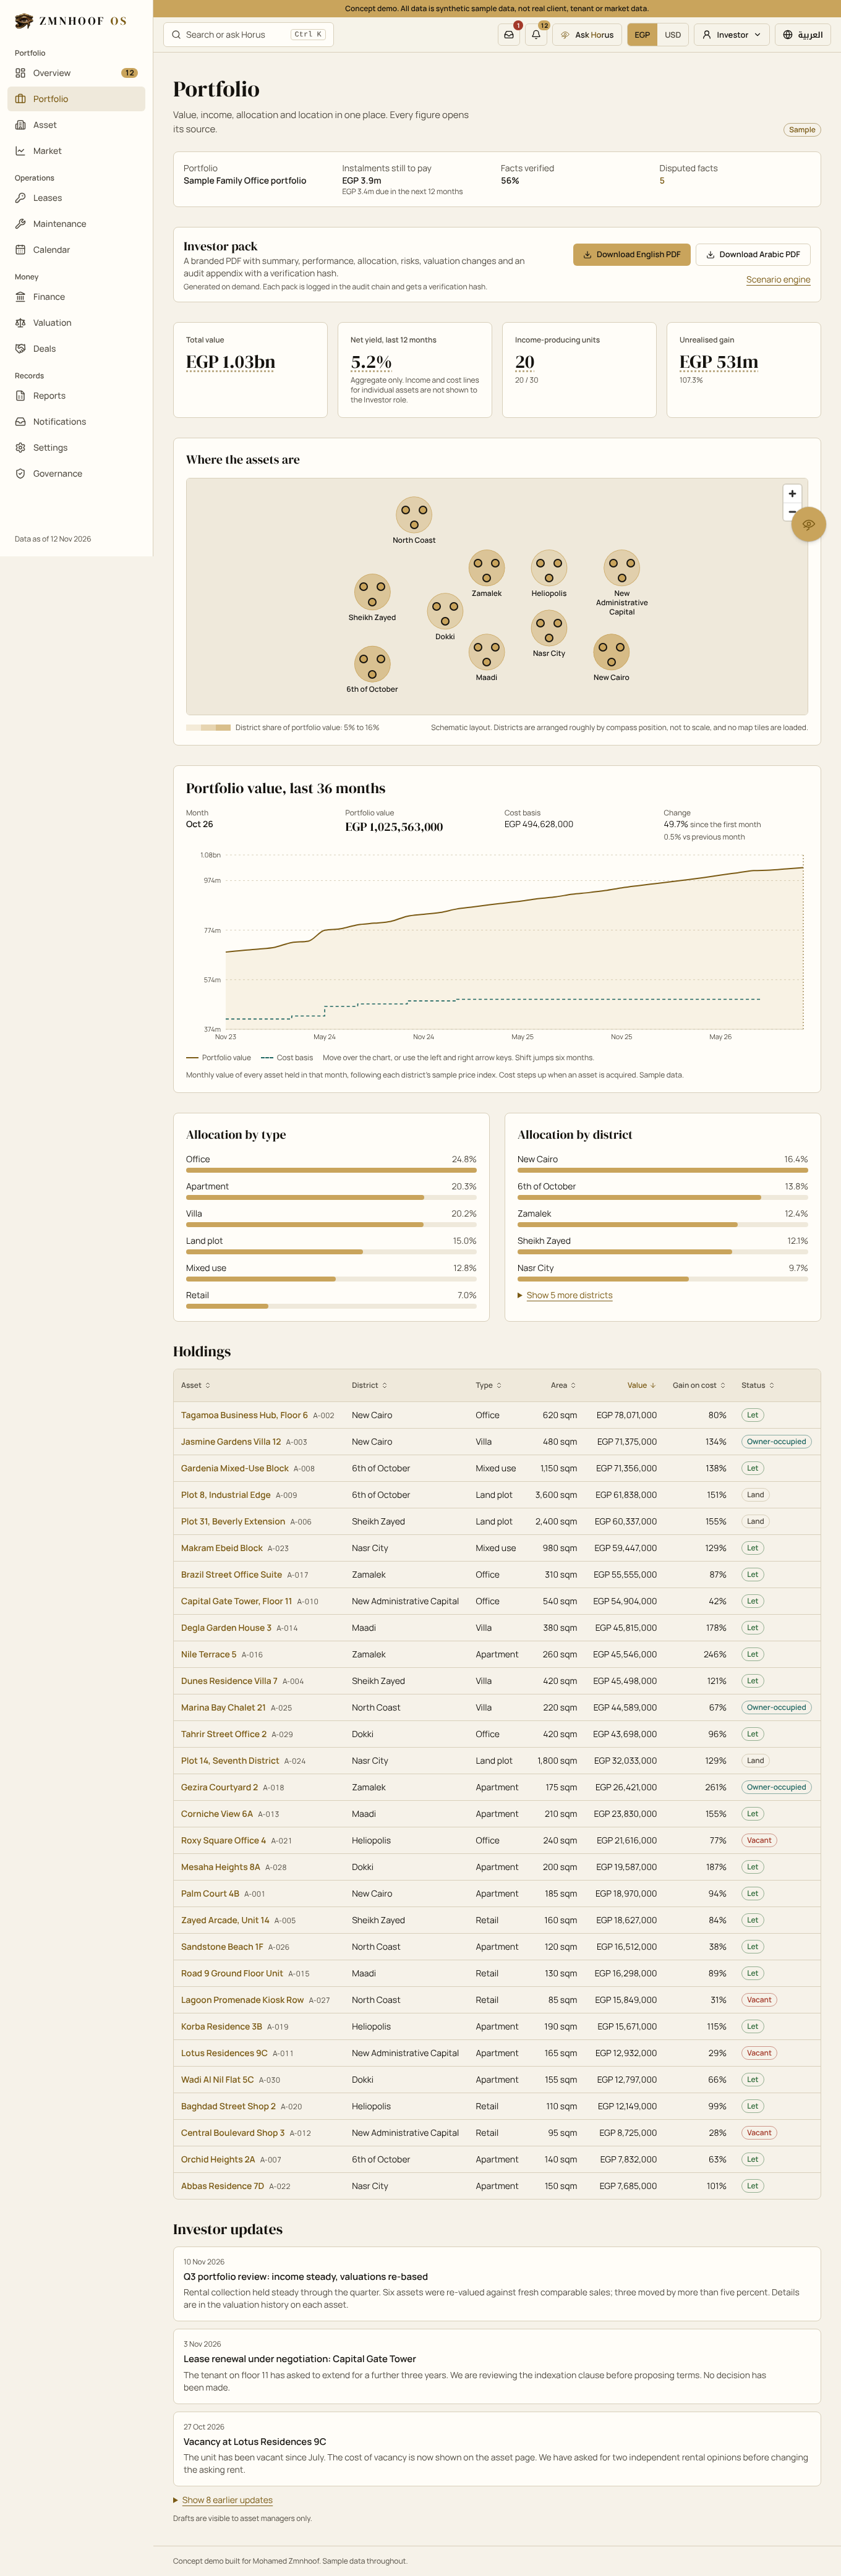 Concept demo. All data is synthetic sample data, not real client, tenant or market data.
ZMNHOOF OS
Search or ask Horus
Ctrl K
1
12
Ask Horus
EGP
USD
Investor
العربية
Portfolio
Overview
12
Portfolio
Asset
Market
Operations
Leases
Maintenance
Calendar
Money
Finance
Valuation
Deals
Records
Reports
Notifications
Settings
Governance
Data as of 12 Nov 2026
Portfolio
Value, income, allocation and location in one place. Every figure opens
its source.
Sample
Portfolio
Sample Family Office portfolio
Instalments still to pay
EGP 3.9m
EGP 3.4m due in the next 12 months
Facts verified
56%
Disputed facts
5
Investor pack
A branded PDF with summary, performance, allocation, risks, valuation changes and an
audit appendix with a verification hash.
Generated on demand. Each pack is logged in the audit chain and gets a verification hash.
Download English PDF
Download Arabic PDF
Scenario engine
Total value
EGP 1.03bn
Net yield, last 12 months
5.2%
Aggregate only. Income and cost lines
for individual assets are not shown to
the Investor role.
Income-producing units
20
20 / 30
Unrealised gain
EGP 531m
107.3%
Where the assets are
North Coast
Zamalek
Heliopolis
New
Administrative
Capital
Sheikh Zayed
Dokki
Nasr City
Maadi
New Cairo
6th of October
District share of portfolio value: 5% to 16%
Schematic layout. Districts are arranged roughly by compass position, not to scale, and no map tiles are loaded.
Portfolio value, last 36 months
Month
Oct 26
Portfolio value
EGP 1,025,563,000
Cost basis
EGP 494,628,000
Change
49.7% since the first month
0.5% vs previous month
1.08bn
974m
774m
574m
374m
Nov 23
May 24
Nov 24
May 25
Nov 25
May 26
Portfolio value
Cost basis
Move over the chart, or use the left and right arrow keys. Shift jumps six months.
Monthly value of every asset held in that month, following each district's sample price index. Cost steps up when an asset is acquired. Sample data.
Allocation by type
Office 24.8%
Apartment 20.3%
Villa 20.2%
Land plot 15.0%
Mixed use 12.8%
Retail 7.0%
Allocation by district
New Cairo 16.4%
6th of October 13.8%
Zamalek 12.4%
Sheikh Zayed 12.1%
Nasr City 9.7%
Show 5 more districts
Holdings
Asset District Type Area Value Gain on cost Status
Tagamoa Business Hub, Floor 6 A-002 New Cairo Office 620 sqm EGP 78,071,000 80% Let
Jasmine Gardens Villa 12 A-003 New Cairo Villa 480 sqm EGP 71,375,000 134% Owner-occupied
Gardenia Mixed-Use Block A-008 6th of October Mixed use 1,150 sqm EGP 71,356,000 138% Let
Plot 8, Industrial Edge A-009 6th of October Land plot 3,600 sqm EGP 61,838,000 151% Land
Plot 31, Beverly Extension A-006 Sheikh Zayed Land plot 2,400 sqm EGP 60,337,000 155% Land
Makram Ebeid Block A-023 Nasr City Mixed use 980 sqm EGP 59,447,000 129% Let
Brazil Street Office Suite A-017 Zamalek Office 310 sqm EGP 55,555,000 87% Let
Capital Gate Tower, Floor 11 A-010 New Administrative Capital Office 540 sqm EGP 54,904,000 42% Let
Degla Garden House 3 A-014 Maadi Villa 380 sqm EGP 45,815,000 178% Let
Nile Terrace 5 A-016 Zamalek Apartment 260 sqm EGP 45,546,000 246% Let
Dunes Residence Villa 7 A-004 Sheikh Zayed Villa 420 sqm EGP 45,498,000 121% Let
Marina Bay Chalet 21 A-025 North Coast Villa 220 sqm EGP 44,589,000 67% Owner-occupied
Tahrir Street Office 2 A-029 Dokki Office 420 sqm EGP 43,698,000 96% Let
Plot 14, Seventh District A-024 Nasr City Land plot 1,800 sqm EGP 32,033,000 129% Land
Gezira Courtyard 2 A-018 Zamalek Apartment 175 sqm EGP 26,421,000 261% Owner-occupied
Corniche View 6A A-013 Maadi Apartment 210 sqm EGP 23,830,000 155% Let
Roxy Square Office 4 A-021 Heliopolis Office 240 sqm EGP 21,616,000 77% Vacant
Mesaha Heights 8A A-028 Dokki Apartment 200 sqm EGP 19,587,000 187% Let
Palm Court 4B A-001 New Cairo Apartment 185 sqm EGP 18,970,000 94% Let
Zayed Arcade, Unit 14 A-005 Sheikh Zayed Retail 160 sqm EGP 18,627,000 84% Let
Sandstone Beach 1F A-026 North Coast Apartment 120 sqm EGP 16,512,000 38% Let
Road 9 Ground Floor Unit A-015 Maadi Retail 130 sqm EGP 16,298,000 89% Let
Lagoon Promenade Kiosk Row A-027 North Coast Retail 85 sqm EGP 15,849,000 31% Vacant
Korba Residence 3B A-019 Heliopolis Apartment 190 sqm EGP 15,671,000 115% Let
Lotus Residences 9C A-011 New Administrative Capital Apartment 165 sqm EGP 12,932,000 29% Vacant
Wadi Al Nil Flat 5C A-030 Dokki Apartment 155 sqm EGP 12,797,000 66% Let
Baghdad Street Shop 2 A-020 Heliopolis Retail 110 sqm EGP 12,149,000 99% Let
Central Boulevard Shop 3 A-012 New Administrative Capital Retail 95 sqm EGP 8,725,000 28% Vacant
Orchid Heights 2A A-007 6th of October Apartment 140 sqm EGP 7,832,000 63% Let
Abbas Residence 7D A-022 Nasr City Apartment 155 sqm EGP 7,685,000 101% Let
Investor updates
10 Nov 2026
Q3 portfolio review: income steady, valuations re-based
Rental collection held steady through the quarter. Six assets were re-valued against fresh comparable sales; three moved by more than five percent. Details
are in the valuation history on each asset.
3 Nov 2026
Lease renewal under negotiation: Capital Gate Tower
The tenant on floor 11 has asked to extend for a further three years. We are reviewing the indexation clause before proposing terms. No decision has
been made.
27 Oct 2026
Vacancy at Lotus Residences 9C
The unit has been vacant since July. The cost of vacancy is now shown on the asset page. We have asked for two independent rental opinions before changing
the asking rent.
Show 8 earlier updates
Drafts are visible to asset managers only.
Concept demo built for Mohamed Zmnhoof. Sample data throughout.